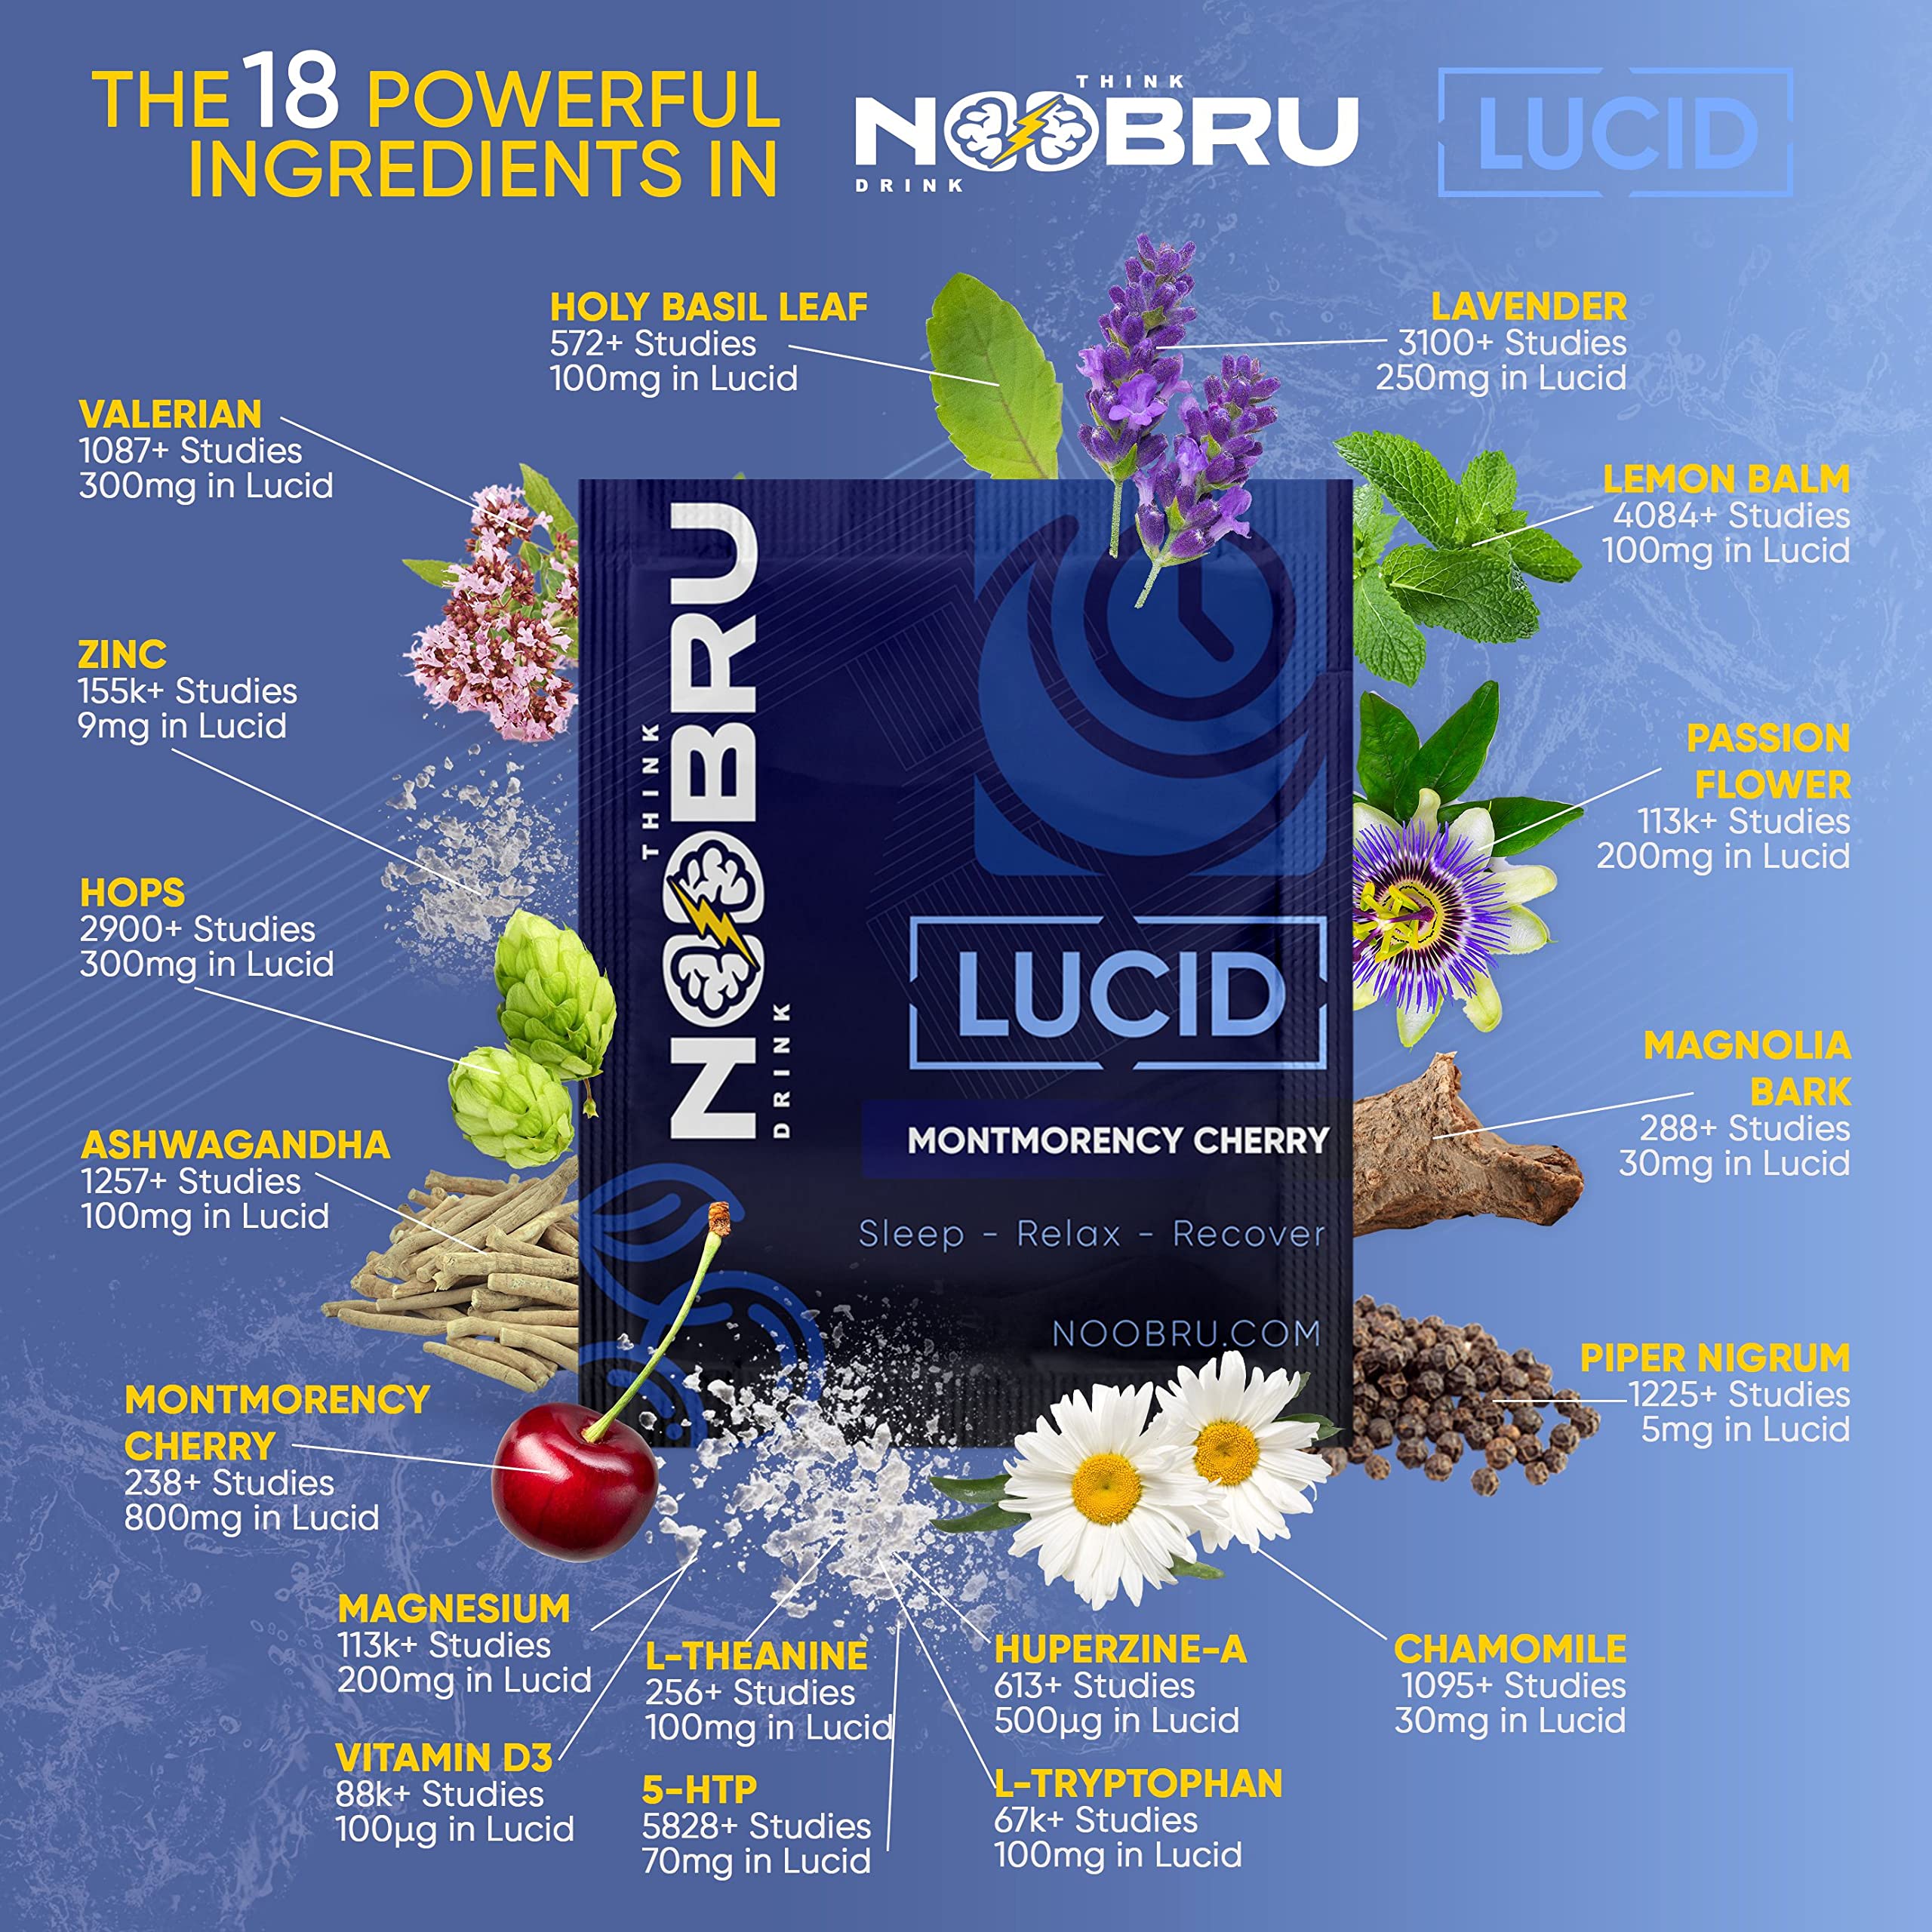 THE 18 POWERFUL
INGREDIENTS IN
THINK
NOOBRU
DRINK
LUCID
HOLY BASIL LEAF
572+ Studies
100mg in Lucid
LAVENDER
3100+ Studies
250mg in Lucid
VALERIAN
1087+ Studies
300mg in Lucid
LEMON BALM
4084+ Studies
100mg in Lucid
ZINC
155k+ Studies
9mg in Lucid
PASSION
FLOWER
113k+ Studies
200mg in Lucid
HOPS
2900+ Studies
300mg in Lucid
MAGNOLIA
BARK
288+ Studies
30mg in Lucid
ASHWAGANDHA
1257+ Studies
100mg in Lucid
THINK
NOOBRU
DRINK
LUCID
MONTMORENCY CHERRY
Sleep - Relax - Recover
NOOBRU.COM
PIPER NIGRUM
1225+ Studies
5mg in Lucid
MONTMORENCY
CHERRY
238+ Studies
800mg in Lucid
MAGNESIUM
113k+ Studies
200mg in Lucid
L-THEANINE
256+ Studies
100mg in Lucid
HUPERZINE-A
613+ Studies
500µg in Lucid
CHAMOMILE
1095+ Studies
30mg in Lucid
VITAMIN D3
88k+ Studies
100µg in Lucid
5-HTP
5828+ Studies
70mg in Lucid
L-TRYPTOPHAN
67k+ Studies
100mg in Lucid